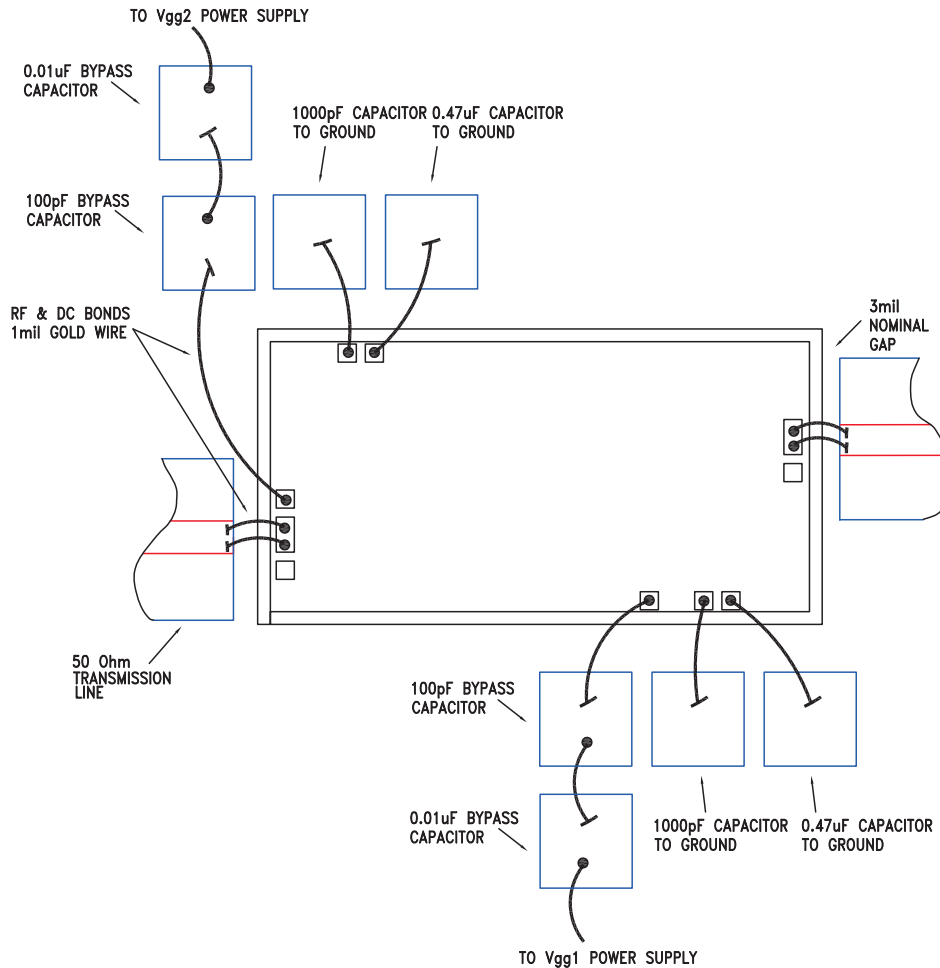 TO Vgg2 POWER SUPPLY
0.01uF BYPASS
CAPACITOR
1000pF CAPACITOR
TO GROUND
0.47uF CAPACITOR
TO GROUND
100pF BYPASS
CAPACITOR
RF & DC BONDS
1mil GOLD WIRE
3mil
NOMINAL
GAP
50 Ohm
TRANSMISSION
LINE
100pF BYPASS
CAPACITOR
0.01uF BYPASS
CAPACITOR
1000pF CAPACITOR
TO GROUND
0.47uF CAPACITOR
TO GROUND
TO Vgg1 POWER SUPPLY